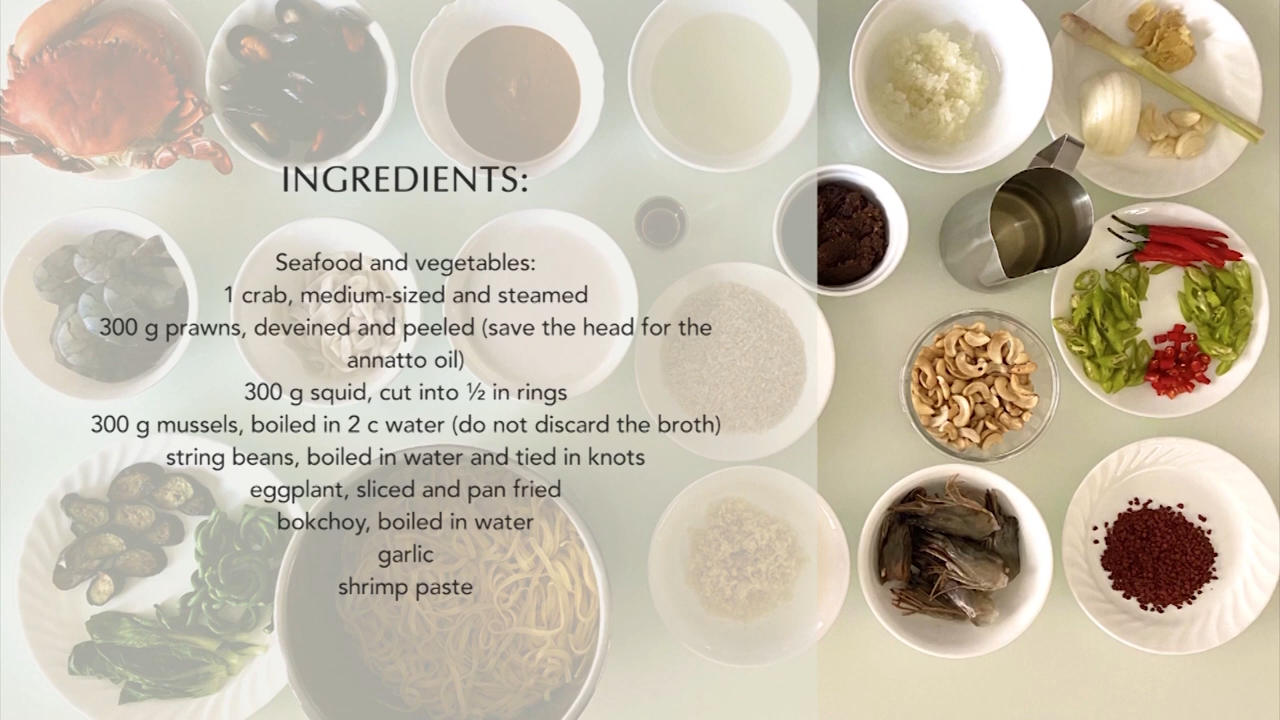 INGREDIENTS:
Seafood and vegetables:
1 crab, medium-sized and steamed
300 g prawns, deveined and peeled (save the head for the
annatto oil)
300 g squid, cut into ½ in rings
300 g mussels, boiled in 2 c water (do not discard the broth)
string beans, boiled in water and tied in knots
eggplant, sliced and pan fried
bokchoy, boiled in water
garlic
shrimp paste